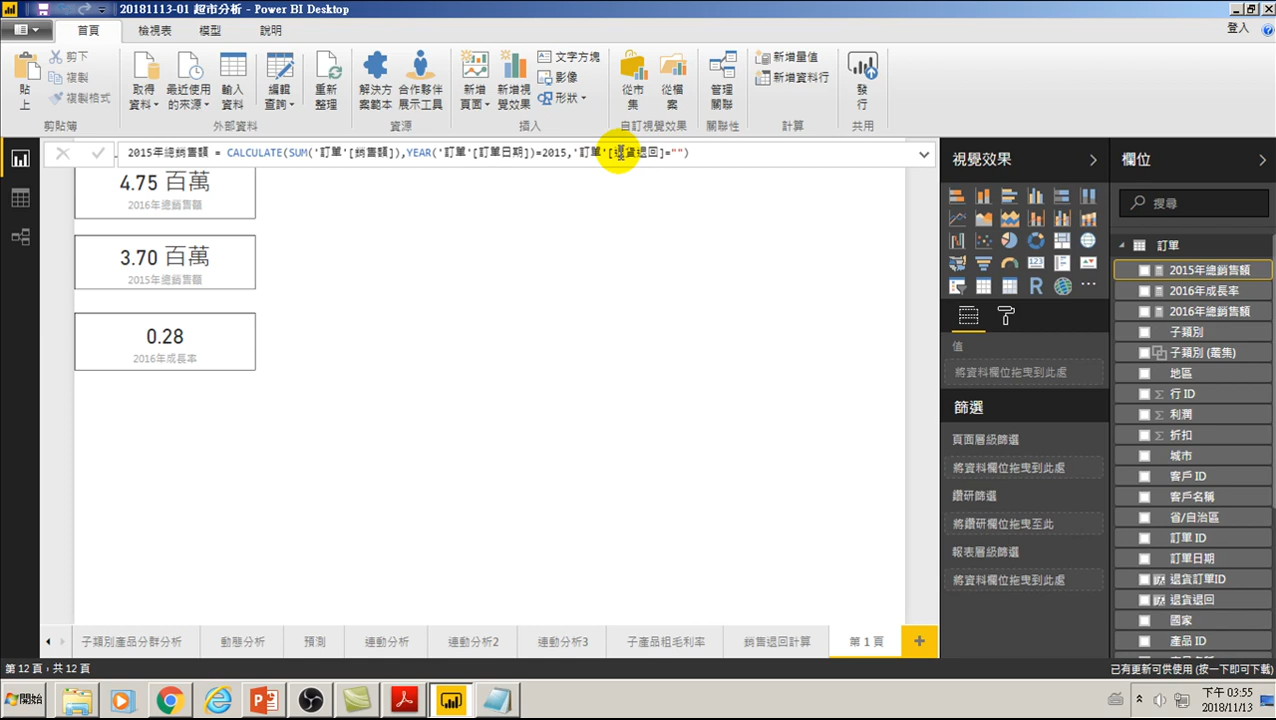 20181113-01 超市分析 - Power BI Desktop
首頁
檢視表
模型
說明
登入
貼上
剪下
複製
複製格式
剪貼簿
取得資料
最近使用的來源
輸入資料
編輯查詢
重新整理
外部資料
解決方案範本
合作夥伴展示工具
資源
新增頁面
新增視覺效果
文字方塊
影像
形狀
插入
從市集
從檔案
自訂視覺效果
管理關聯
關聯性
新增量值
新增資料行
計算
發行
共用
2015年總銷售額 = CALCULATE(SUM('訂單'[銷售額]),YEAR('訂單'[訂單日期])=2015,'訂單'[退貨退回]="")
4.75 百萬
2016年總銷售額
3.70 百萬
2015年總銷售額
0.28
2016年成長率
視覺效果
值
將資料欄位拖曳到此處
篩選
頁面層級篩選
將資料欄位拖曳到此處
鑽研篩選
將鑽研欄位拖曳至此
報表層級篩選
將資料欄位拖曳到此處
欄位
搜尋
訂單
2015年總銷售額
2016年成長率
2016年總銷售額
子類別
子類別 (叢集)
地區
行 ID
利潤
折扣
城市
客戶 ID
客戶名稱
省/自治區
訂單 ID
訂單日期
退貨訂單ID
退貨退回
國家
產品 ID
子類別產品分群分析
動態分析
預測
連動分析
連動分析2
連動分析3
子產品粗毛利率
銷售退回計算
第 1 頁
第 12 頁，共 12 頁
已有更新可供使用 (按一下即可下載)
開始
下午 03:55
2018/11/13